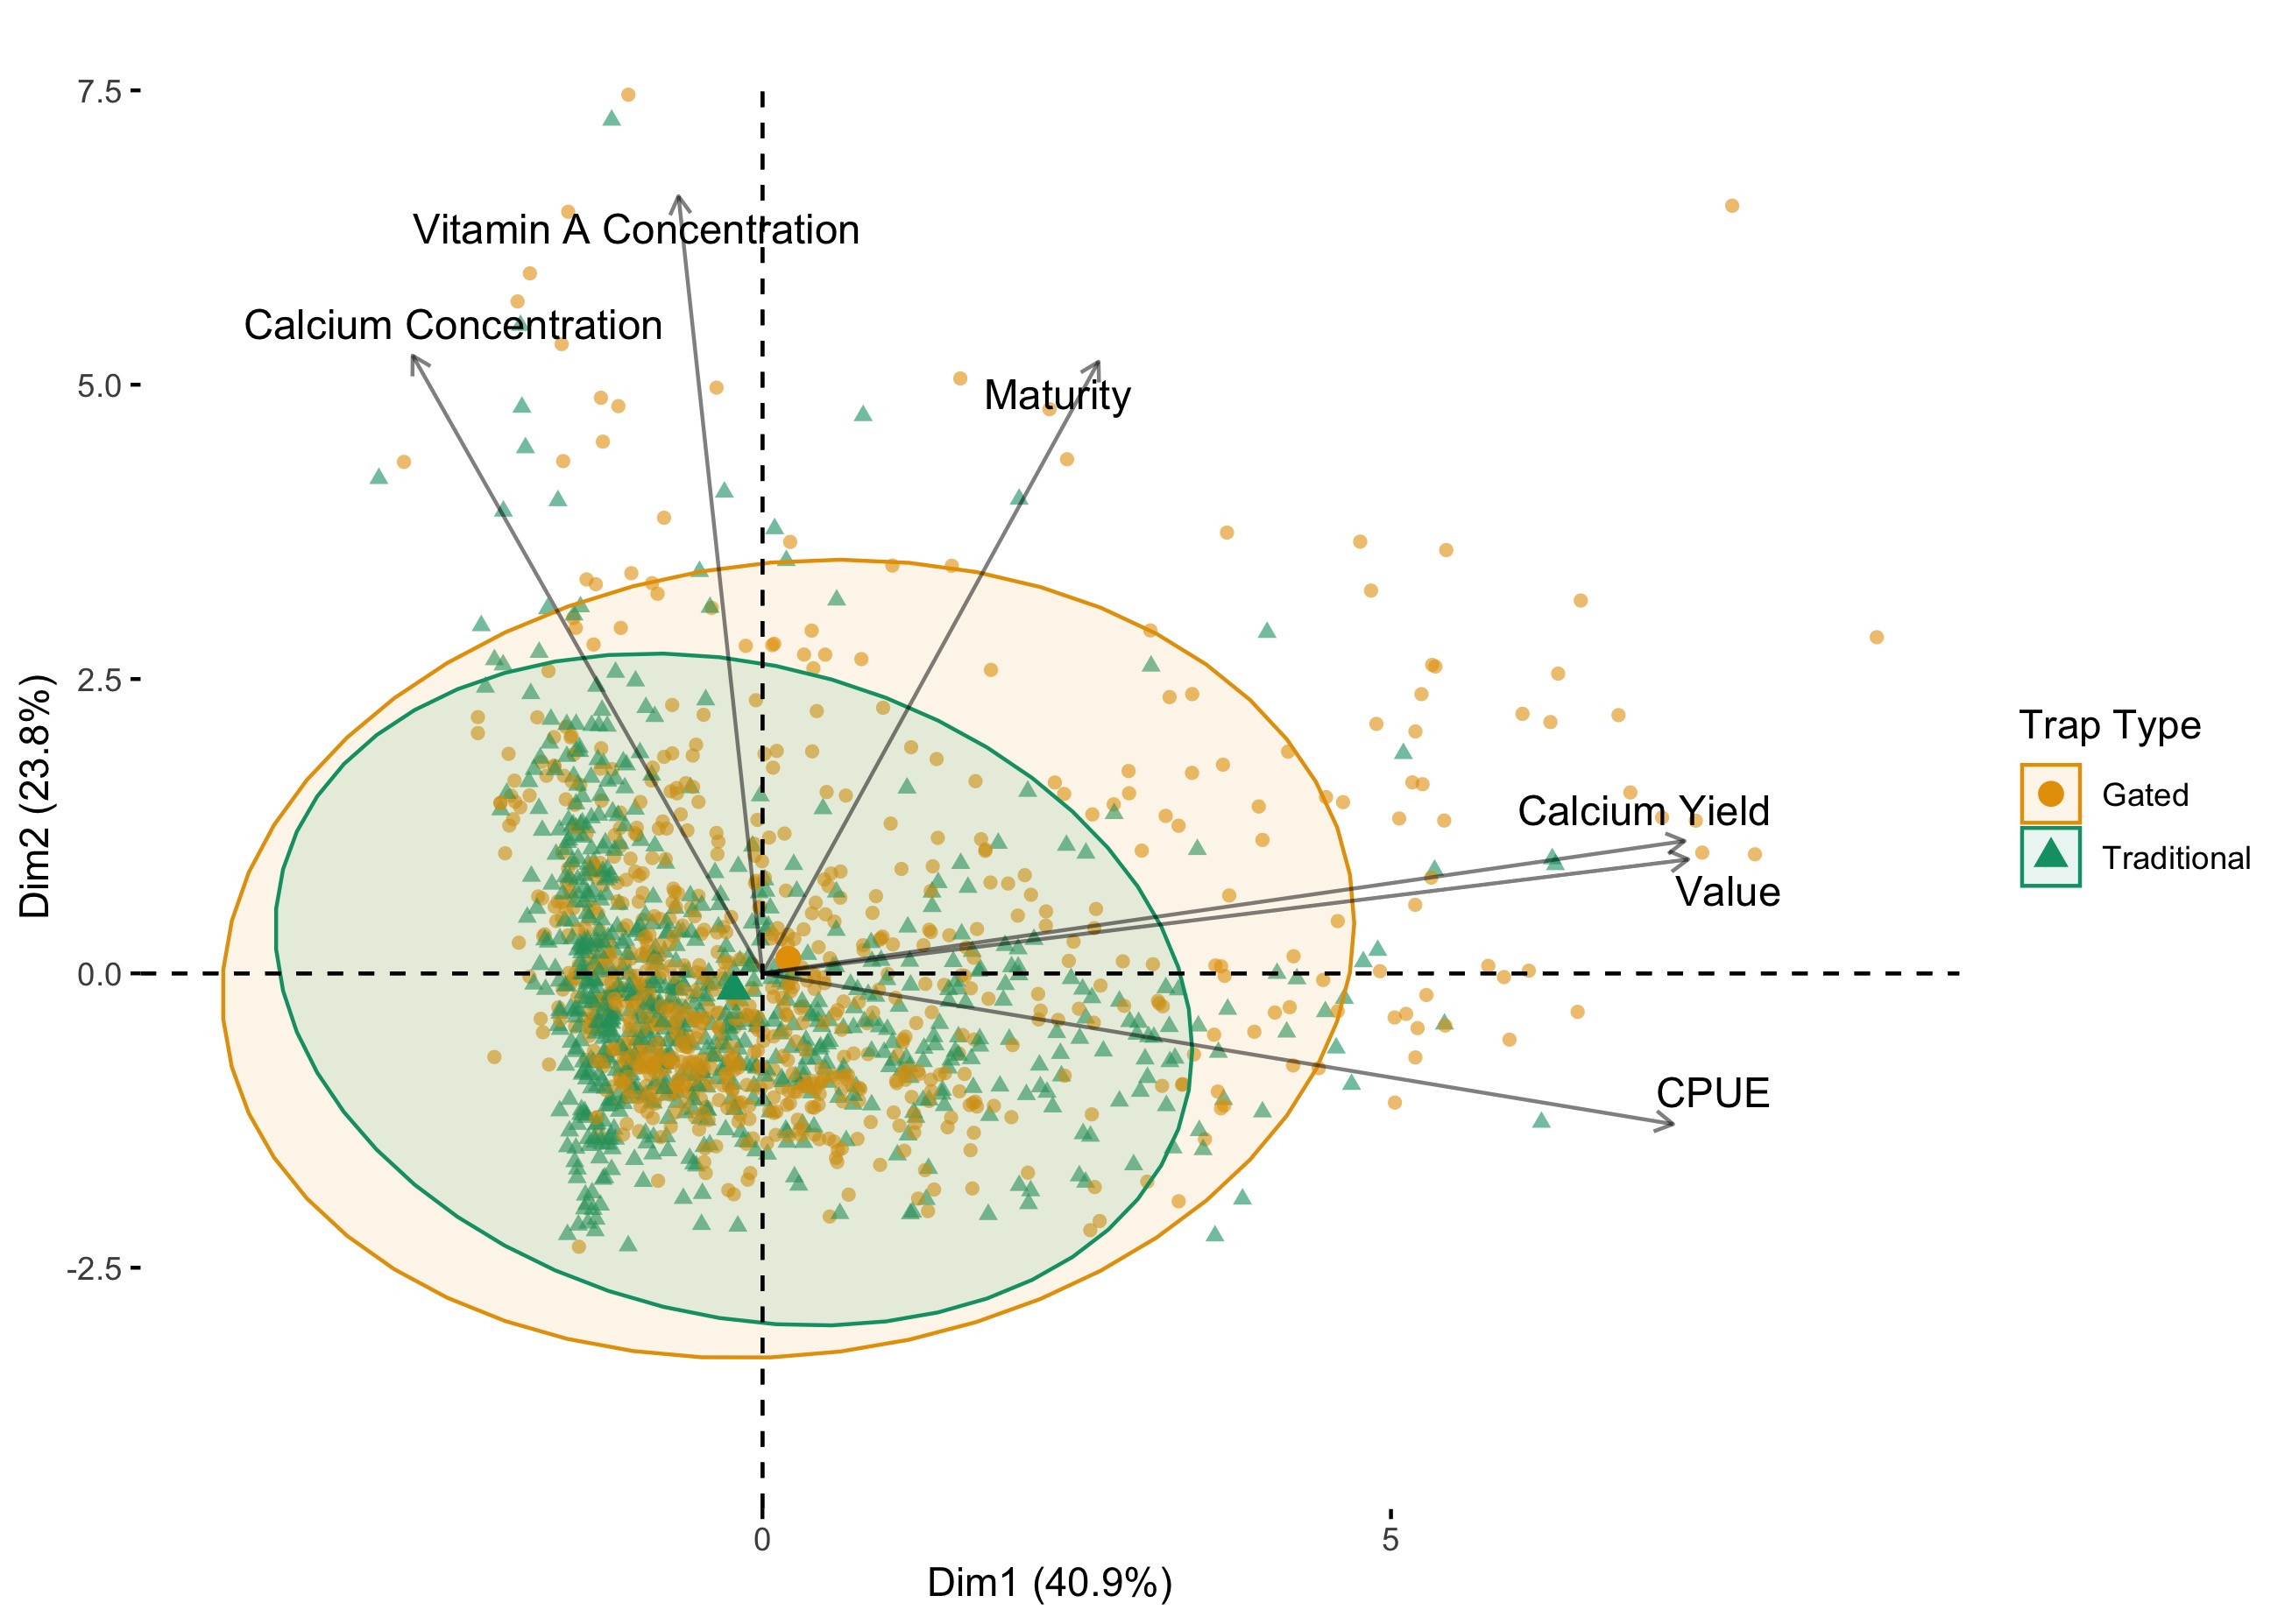 7.5
Vitamin A Concentration
Calcium Concentration
5.0
Maturity
2.5
Trap Type
Gated
Traditional
Calcium Yield
Value
0.0
CPUE
-2.5
Dim2 (23.8%)
0
5
Dim1 (40.9%)